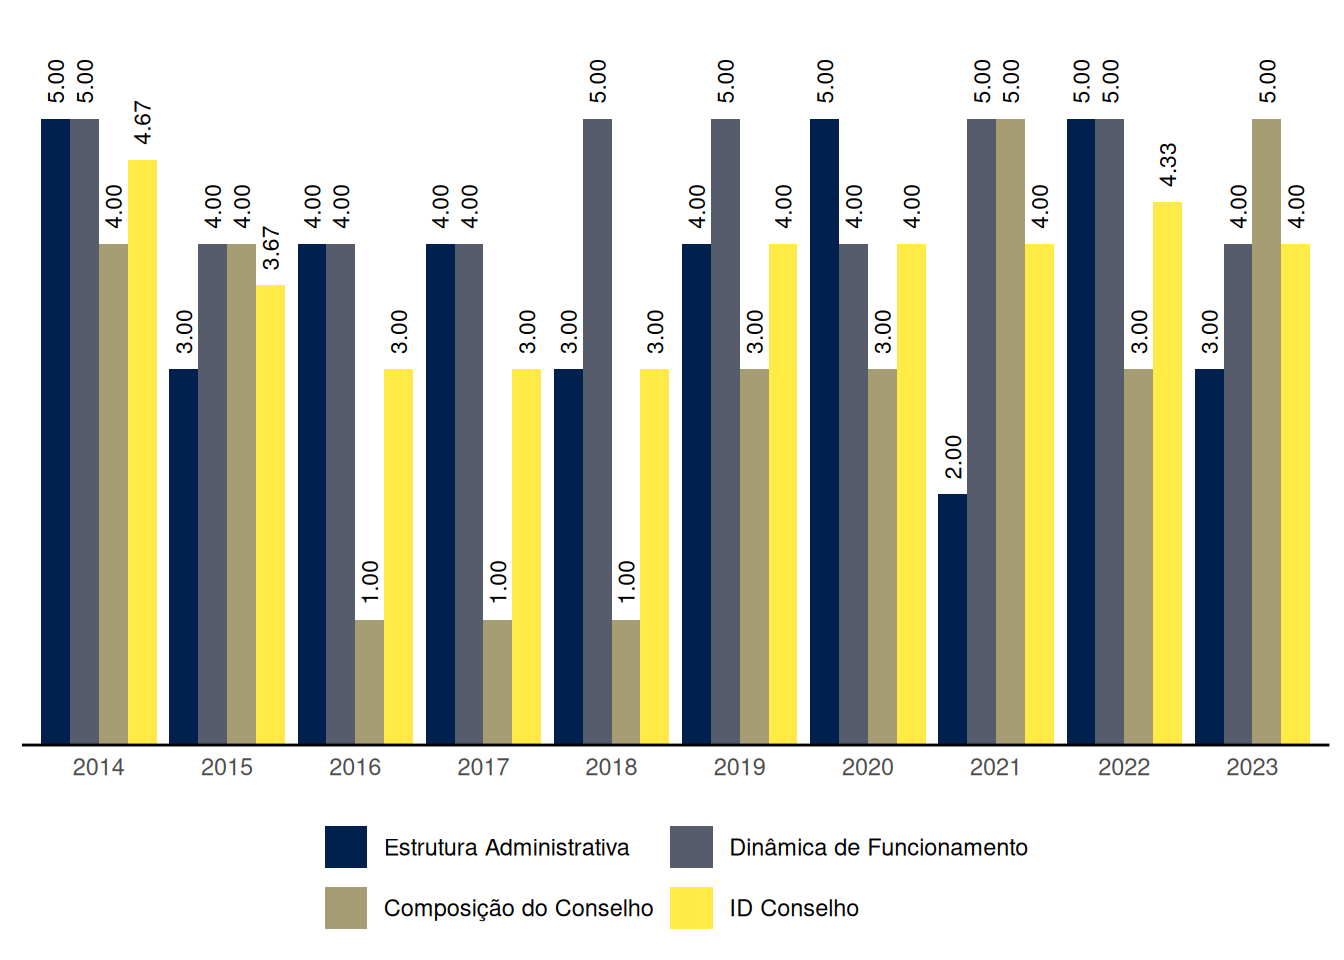 5.00 5.00 4.00 4.67 3.00 4.00 4.00 3.67 4.00 4.00 1.00 3.00 4.00 4.00 1.00 3.00 3.00 5.00 1.00 3.00 4.00 5.00 3.00 4.00 5.00 4.00 3.00 4.00 2.00 5.00 5.00 4.00 5.00 5.00 3.00 4.33 3.00 4.00 5.00 4.00
2014 2015 2016 2017 2018 2019 2020 2021 2022 2023
Estrutura Administrativa Dinâmica de Funcionamento
Composição do Conselho ID Conselho